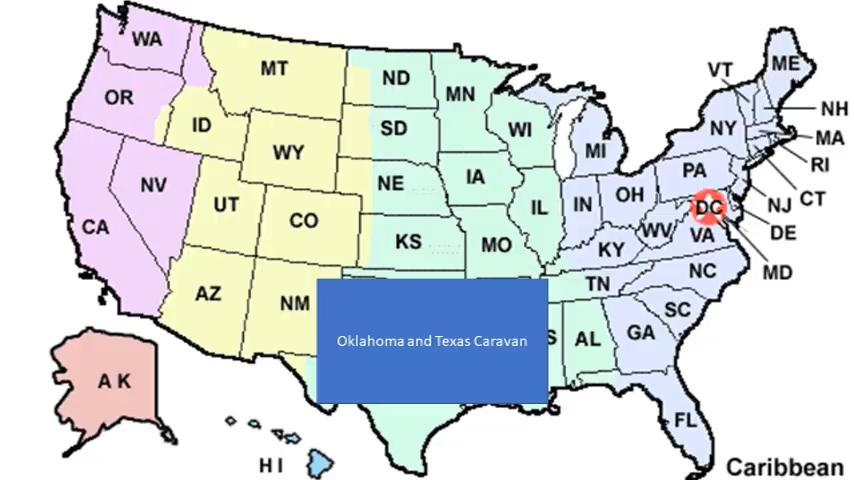 WA
MT
ND
MN
VT
ME
OR
ID
SD
WI
MI
NY
NH
MA
WY
NE
IA
PA
RI
NV
UT
CO
IL
IN
OH
DC
NJ
CT
CA
KS
MO
KY
WV
VA
DE
MD
AZ
NM
TN
NC
Oklahoma and Texas Caravan
S
AL
GA
SC
AK
FL
HI
Caribbean